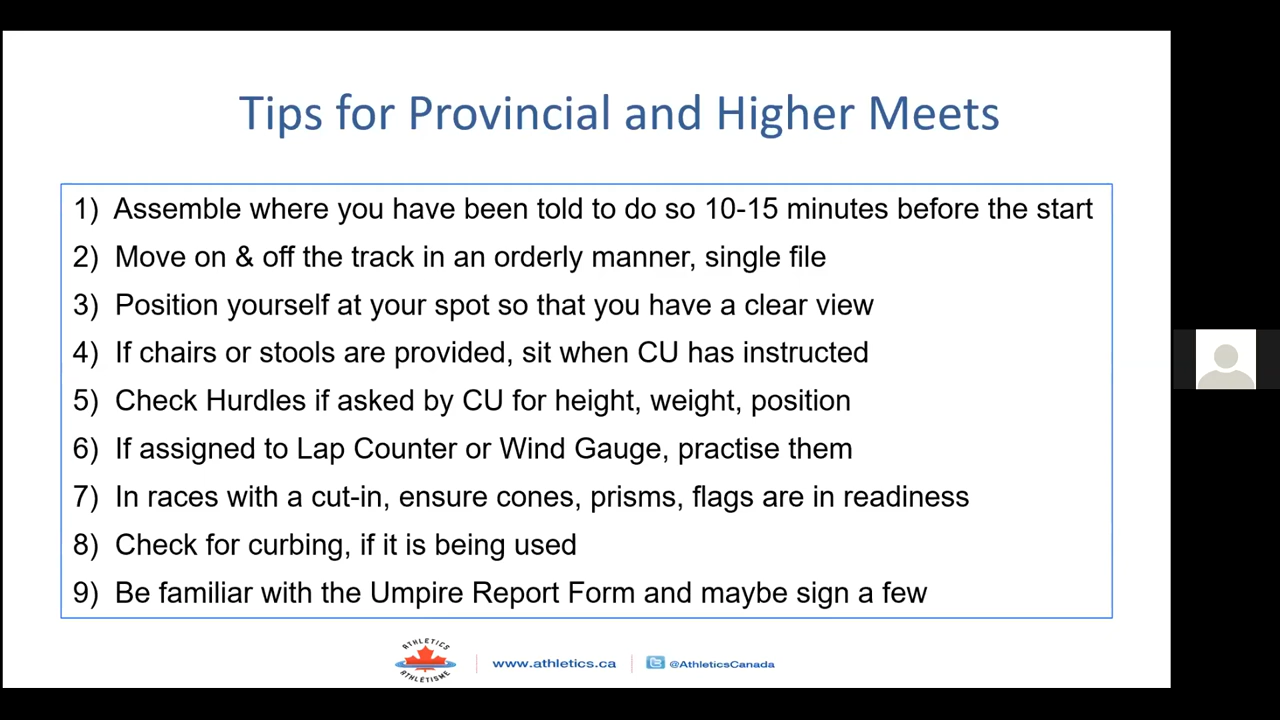 Tips for Provincial and Higher Meets
1) Assemble where you have been told to do so 10-15 minutes before the start
2) Move on & off the track in an orderly manner, single file
3) Position yourself at your spot so that you have a clear view
4) If chairs or stools are provided, sit when CU has instructed
5) Check Hurdles if asked by CU for height, weight, position
6) If assigned to Lap Counter or Wind Gauge, practise them
7) In races with a cut-in, ensure cones, prisms, flags are in readiness
8) Check for curbing, if it is being used
9) Be familiar with the Umpire Report Form and maybe sign a few
ATHLETICS
ATHLÉTISME
www.athletics.ca
@AthleticsCanada